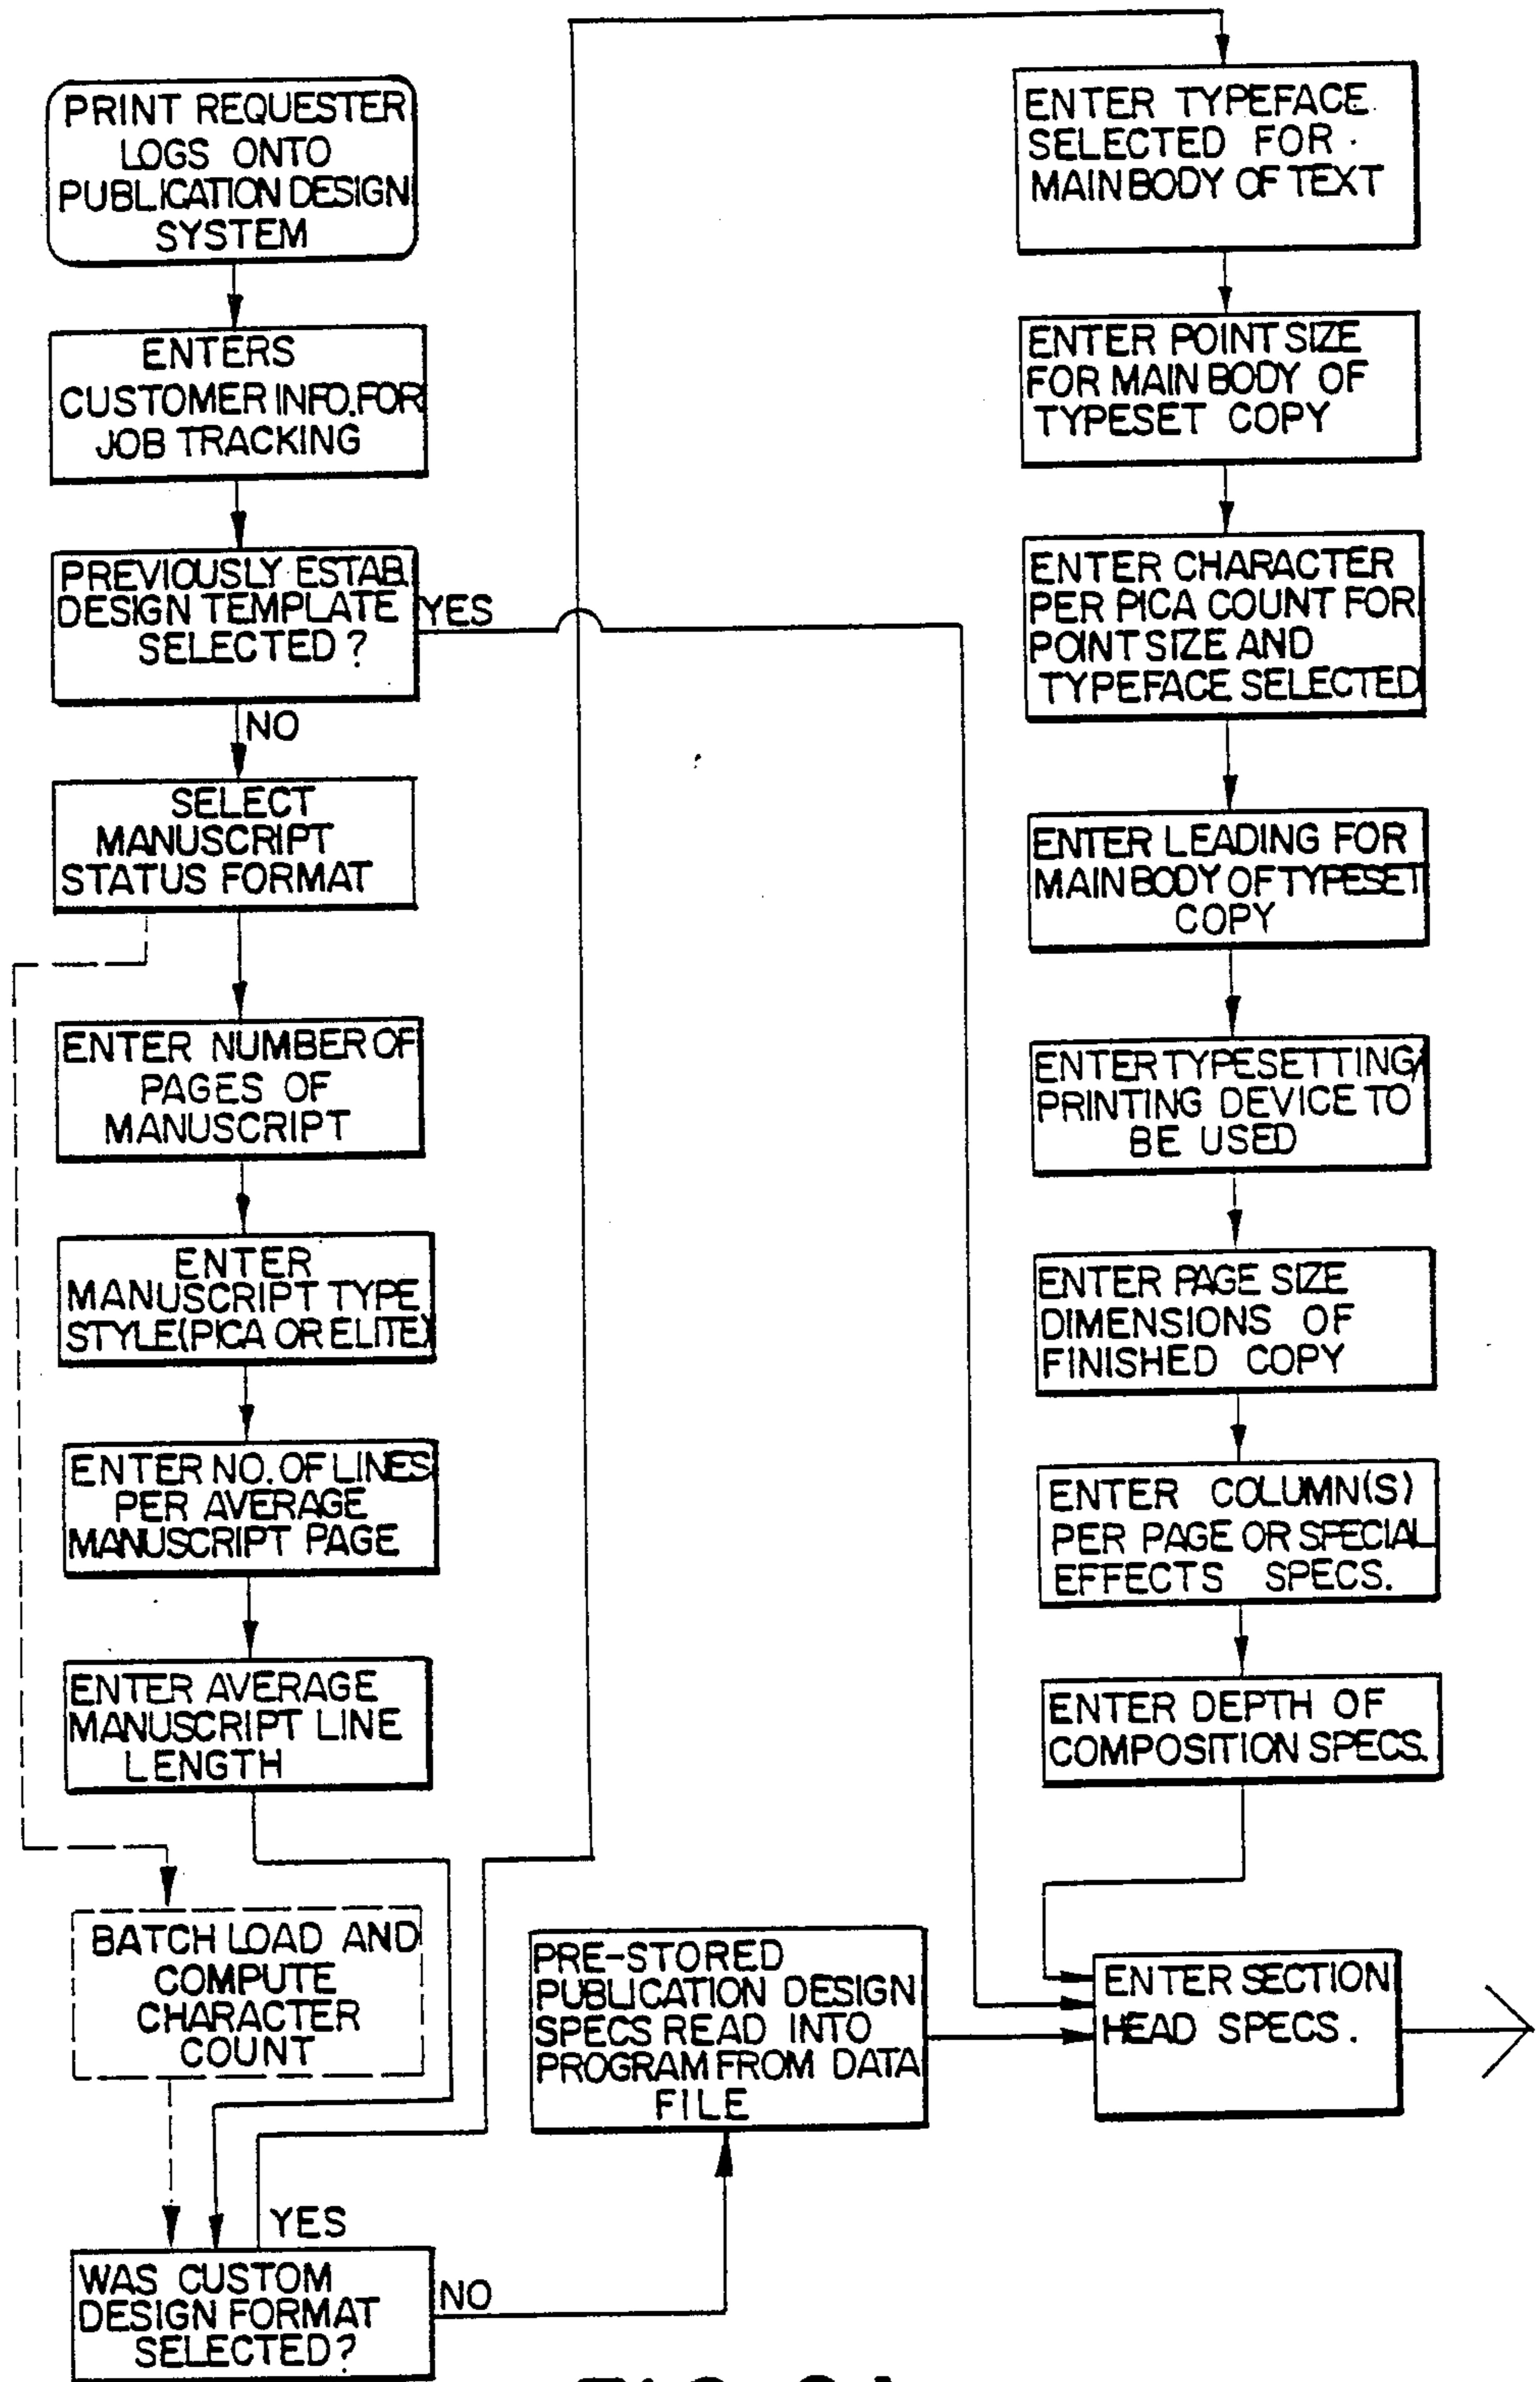 PRINT REQUESTER
LOGS ONTO
PUBLICATION DESIGN
SYSTEM
ENTERS
CUSTOMER INFO. FOR
JOB TRACKING
PREVIOUSLY ESTAB.
DESIGN TEMPLATE
SELECTED?
YES
NO
SELECT
MANUSCRIPT
STATUS FORMAT
ENTER NUMBER OF
PAGES OF
MANUSCRIPT
ENTER
MANUSCRIPT TYPE
STYLE (PICA OR ELITE)
ENTER NO. OF LINES
PER AVERAGE
MANUSCRIPT PAGE
ENTER AVERAGE
MANUSCRIPT LINE
LENGTH
BATCH LOAD AND
COMPUTE
CHARACTER
COUNT
YES
WAS CUSTOM
DESIGN FORMAT
SELECTED?
NO
PRE-STORED
PUBLICATION DESIGN
SPECS READ INTO
PROGRAM FROM DATA
FILE
ENTER TYPEFACE
SELECTED FOR
MAIN BODY OF TEXT
ENTER POINT SIZE
FOR MAIN BODY OF
TYPESET COPY
ENTER CHARACTER
PER PICA COUNT FOR
POINT SIZE AND
TYPEFACE SELECTED
ENTER LEADING FOR
MAIN BODY OF TYPESET
COPY
ENTER TYPESETTING/
PRINTING DEVICE TO
BE USED
ENTER PAGE SIZE
DIMENSIONS OF
FINISHED COPY
ENTER COLUMN(S)
PER PAGE OR SPECIAL
EFFECTS SPECS.
ENTER DEPTH OF
COMPOSITION SPECS.
ENTER SECTION
HEAD SPECS.